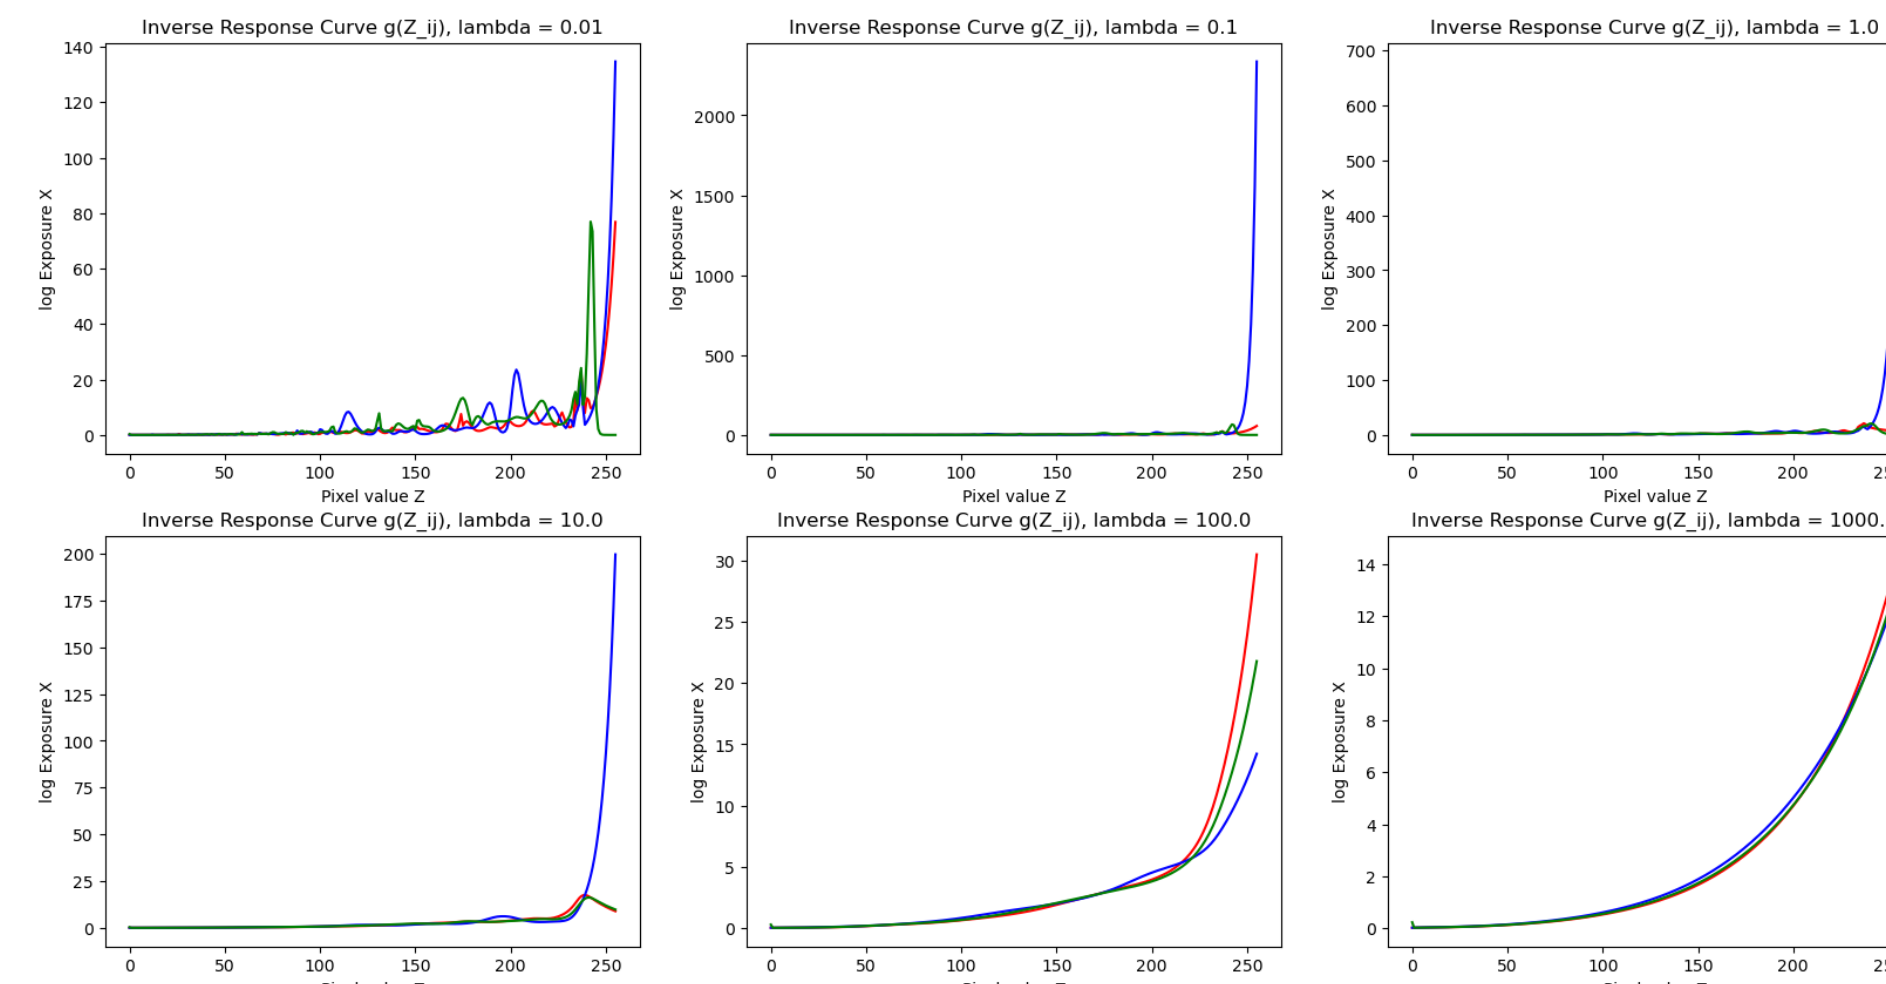 Inverse Response Curve g(Z_ij), lambda = 0.01
140
120
100
80
60
40
20
0
log Exposure X
0 50 100 150 200 250
Pixel value Z
Inverse Response Curve g(Z_ij), lambda = 0.1
2000
1500
1000
500
0
log Exposure X
0 50 100 150 200 250
Pixel value Z
Inverse Response Curve g(Z_ij), lambda = 1.0
700
600
500
400
300
200
100
0
log Exposure X
0 50 100 150 200
Pixel value Z
Inverse Response Curve g(Z_ij), lambda = 10.0
200
175
150
125
100
75
50
25
0
log Exposure X
0 50 100 150 200 250
Inverse Response Curve g(Z_ij), lambda = 100.0
30
25
20
15
10
5
0
log Exposure X
0 50 100 150 200 250
Inverse Response Curve g(Z_ij), lambda = 1000.
14
12
10
8
6
4
2
0
log Exposure X
0 50 100 150 200